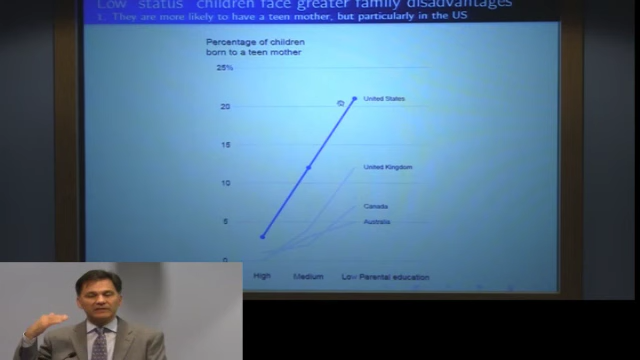 Low status children face greater family disadvantages
1. They are more likely to have a teen mother, but particularly in the US
Percentage of children
born to a teen mother
25%
20
15
10
5
0
United States
United Kingdom
Canada
Australia
High
Medium
Low Parental education